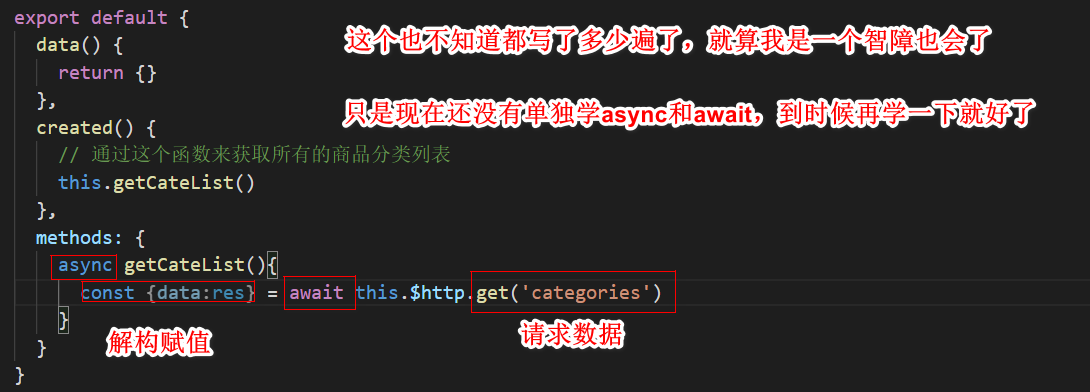 export default {
这个也不知道都写了多少遍了，就算我是一个智障也会了
data() {
return {}
},
只是现在还没有单独学async和await，到时候再学一下就好了
created() {
// 通过这个函数来获取所有的商品分类列表
this.getCateList()
},
methods: {
async getCateList(){
const {data:res} = await this.$http.get('categories')
}
解构赋值
请求数据
}
}